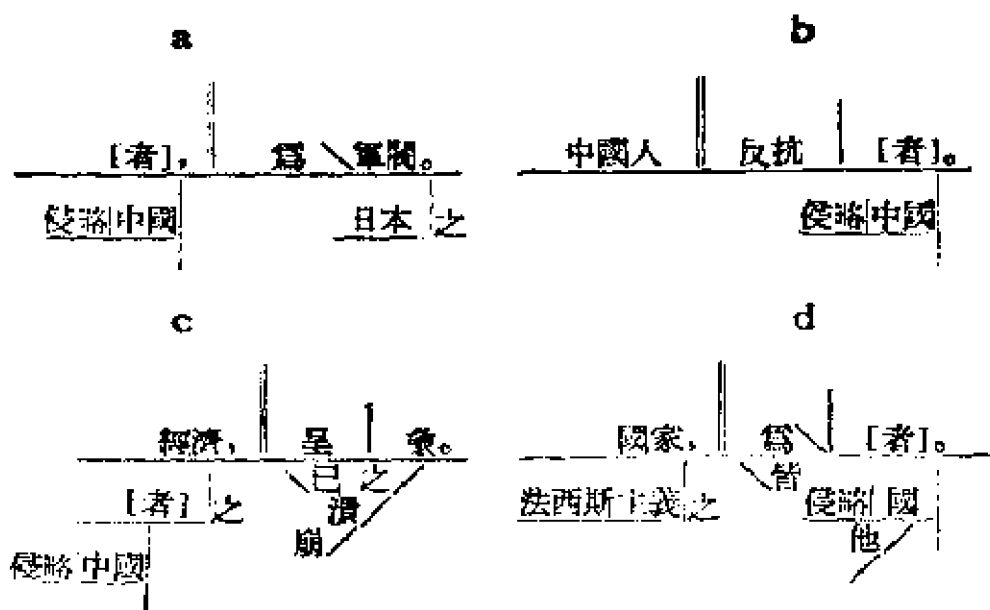 a
[者], 爲 軍閥。
侵略 中國 日本 之
b
中國人 反抗 [者]。
侵略 中國
c
經濟, 呈 象。
[者] 之 已 之
崩 潰
侵略 中國
d
國家, 爲 [者]。
法西斯主義 之 皆 侵略 國
他